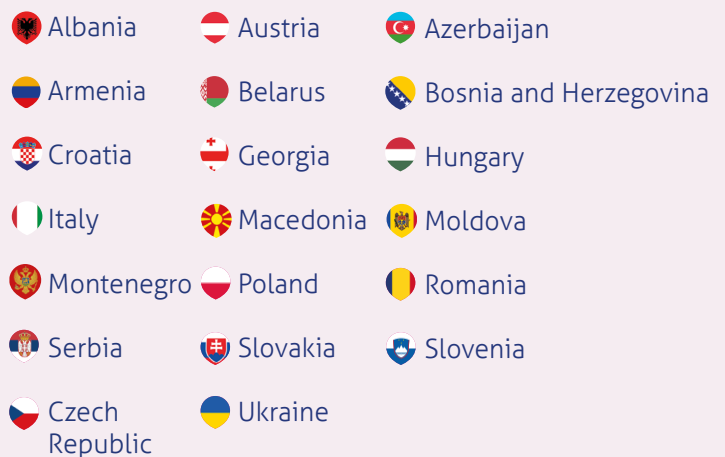 Albania
Austria
Azerbaijan
Armenia
Belarus
Bosnia and Herzegovina
Croatia
Georgia
Hungary
Italy
Macedonia
Moldova
Montenegro
Poland
Romania
Serbia
Slovakia
Slovenia
Czech
Republic
Ukraine